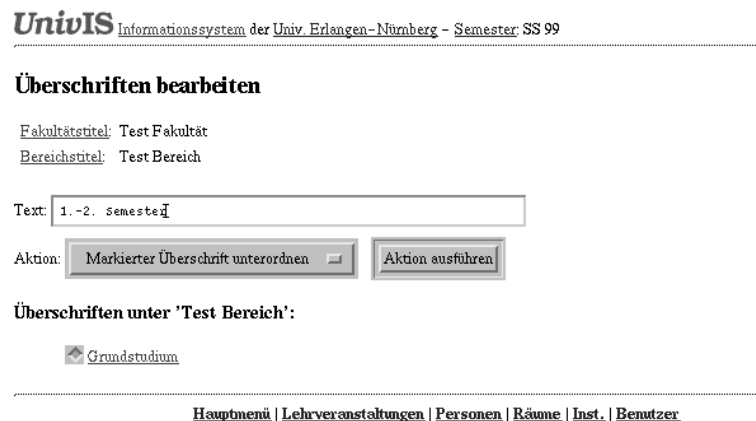 UnivIS Informationssystem der Univ. Erlangen-Nürnberg - Semester: SS 99
Überschriften bearbeiten
Fakultätstitel: Test Fakultät
Bereichstitel: Test Bereich
Text: 1.-2. Semester
Aktion: Markierter Überschrift unterordnen Aktion ausführen
Überschriften unter 'Test Bereich':
Grundstudium
Hauptmenü | Lehrveranstaltungen | Personen | Räume | Inst. | Benutzer